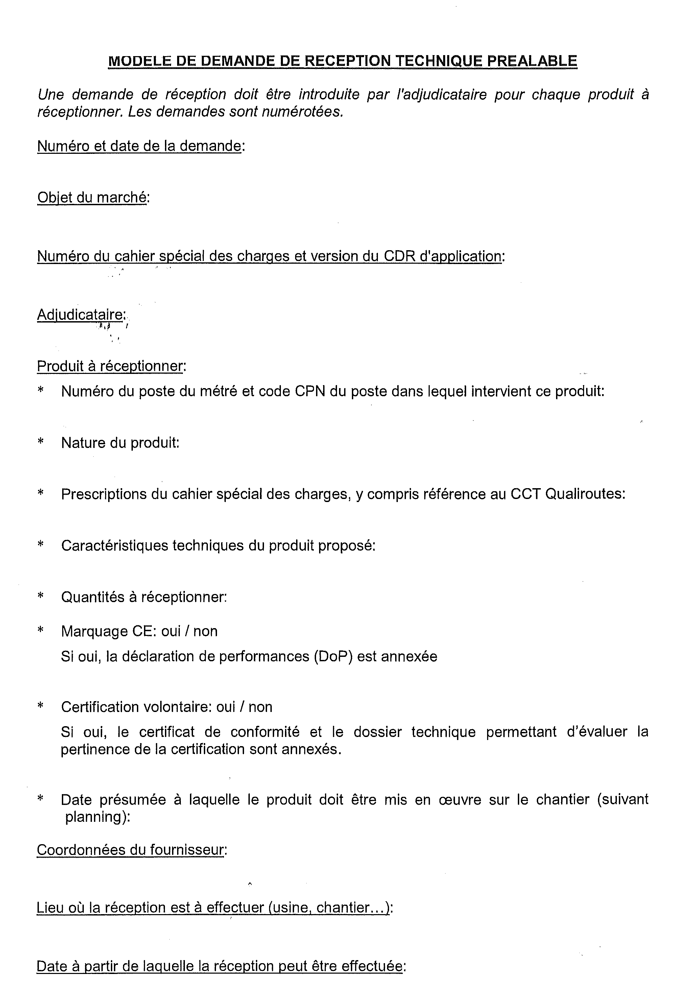 MODELE DE DEMANDE DE RECEPTION TECHNIQUE PREALABLE
Une demande de réception doit être introduite par l'adjudicataire pour chaque produit à
réceptionner. Les demandes sont numérotées.
Numéro et date de la demande:
Objet du marché:
Numéro du cahier spécial des charges et version du CDR d'application:
Adjudicataire:
Produit à réceptionner:
* Numéro du poste du métré et code CPN du poste dans lequel intervient ce produit:
* Nature du produit:
* Prescriptions du cahier spécial des charges, y compris référence au CCT Qualiroutes:
* Caractéristiques techniques du produit proposé:
* Quantités à réceptionner:
* Marquage CE: oui / non
Si oui, la déclaration de performances (DoP) est annexée
* Certification volontaire: oui / non
Si oui, le certificat de conformité et le dossier technique permettant d'évaluer la
pertinence de la certification sont annexés.
* Date présumée à laquelle le produit doit être mis en œuvre sur le chantier (suivant
planning):
Coordonnées du fournisseur:
Lieu où la réception est à effectuer (usine, chantier...):
Date à partir de laquelle la réception peut être effectuée: